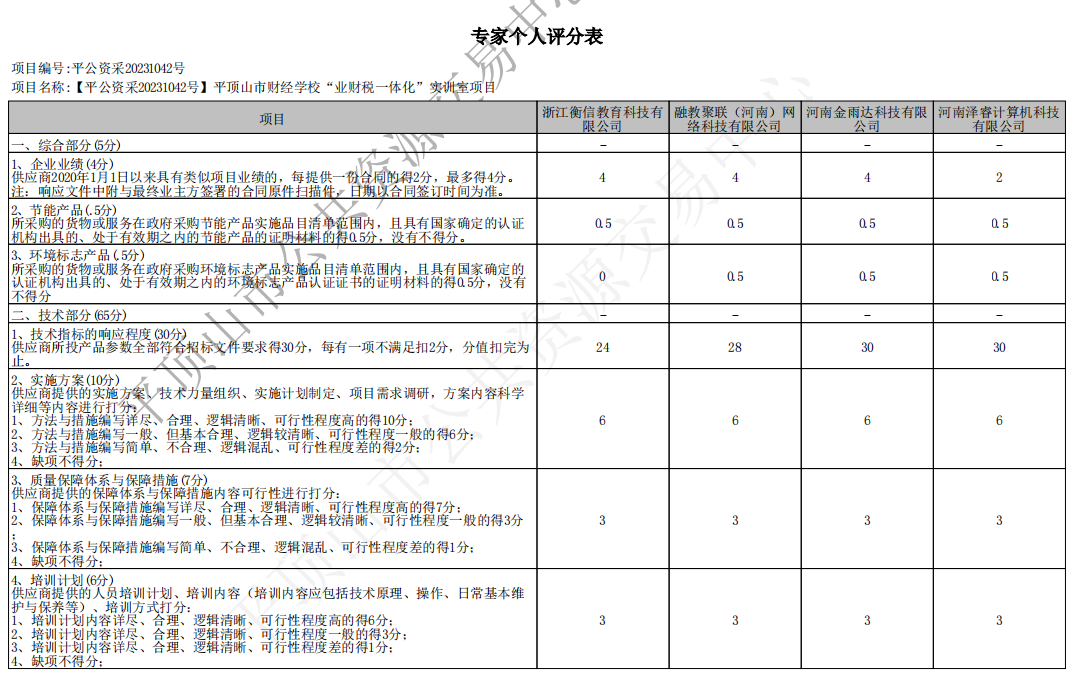 专家个人评分表
项目编号:平公资采20231042号
项目名称:【平公资采20231042号】平顶山市财经学校“业财税一体化”实训室项目
项目
浙江衡信教育科技有
限公司
融教聚联（河南）网
络科技有限公司
河南金雨达科技有限
公司
河南泽睿计算机科技
有限公司
一、综合部分(5分)
- - - -
1、企业业绩(4分)
供应商2020年1月1日以来具有类似项目业绩的，每提供一份合同的得2分，最多得4分。
注：响应文件中附与最终业主方签署的合同原件扫描件，日期以合同签订时间为准。
4 4 4 2
2、节能产品(.5分)
所采购的货物或服务在政府采购节能产品实施品目清单范围内，且具有国家确定的认证
机构出具的、处于有效期之内的节能产品的证明材料的得0.5分，没有不得分。
0.5 0.5 0.5 0.5
3、环境标志产品(.5分)
所采购的货物或服务在政府采购环境标志产品实施品目清单范围内，且具有国家确定的
认证机构出具的、处于有效期之内的环境标志产品认证证书的证明材料的得0.5分，没有
不得分
0 0.5 0.5 0.5
二、技术部分(65分)
- - - -
1、技术指标的响应程度(30分)
供应商所投产品参数全部符合招标文件要求得30分，每有一项不满足扣2分，分值扣完为
止。
24 28 30 30
2、实施方案(10分)
供应商提供的实施方案、技术力量组织、实施计划制定、项目需求调研，方案内容科学
详细等内容进行打分：
1、方法与措施编写详尽、合理、逻辑清晰、可行性程度高的得10分；
2、方法与措施编写一般、但基本合理、逻辑较清晰、可行性程度一般的得6分；
3、方法与措施编写简单、不合理、逻辑混乱、可行性程度差的得2分；
4、缺项不得分；
6 6 6 6
3、质量保障体系与保障措施(7分)
供应商提供的保障体系与保障措施内容可行性进行打分：
1、保障体系与保障措施编写详尽、合理、逻辑清晰、可行性程度高的得7分；
2、保障体系与保障措施编写一般、但基本合理、逻辑较清晰、可行性程度一般的得3分
；
3、保障体系与保障措施编写简单、不合理、逻辑混乱、可行性程度差的得1分；
4、缺项不得分；
3 3 3 3
4、培训计划(6分)
供应商提供的人员培训计划、培训内容（培训内容应包括技术原理、操作、日常基本维
护与保养等）、培训方式打分：
1、培训计划内容详尽、合理、逻辑清晰、可行性程度高的得6分；
2、培训计划内容详尽、合理、逻辑清晰、可行性程度一般的得3分；
3、培训计划内容详尽、合理、逻辑清晰、可行性程度差的得1分；
4、缺项不得分；
3 3 3 3
平顶山市公共资源交易中心
平顶山市公共资源交易中心